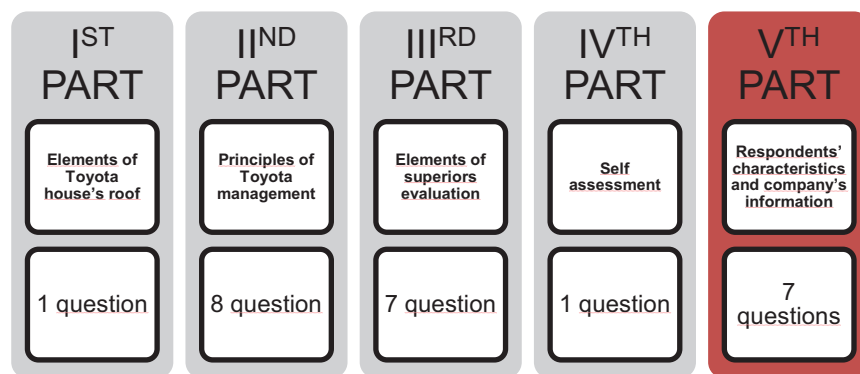 IST
PART
Elements of
Toyota
house's roof
1 question
IIND
PART
Principles of
Toyota
management
8 question
IIIRD
PART
Elements of
superiors
evaluation
7 question
IVTH
PART
Self
assessment
1 question
VTH
PART
Respondents'
characteristics
and company's
information
7
questions